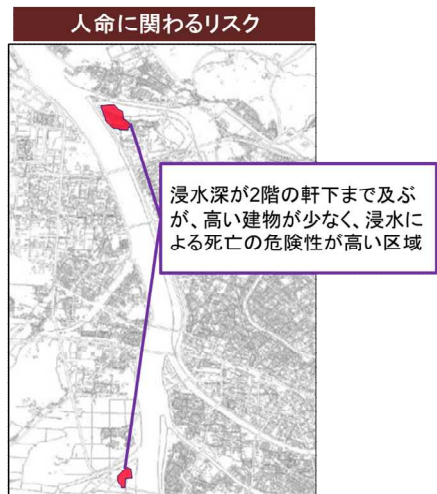 人命に関わるリスク
浸水深が2階の軒下まで及ぶ
が、高い建物が少なく、浸水に
よる死亡の危険性が高い区域